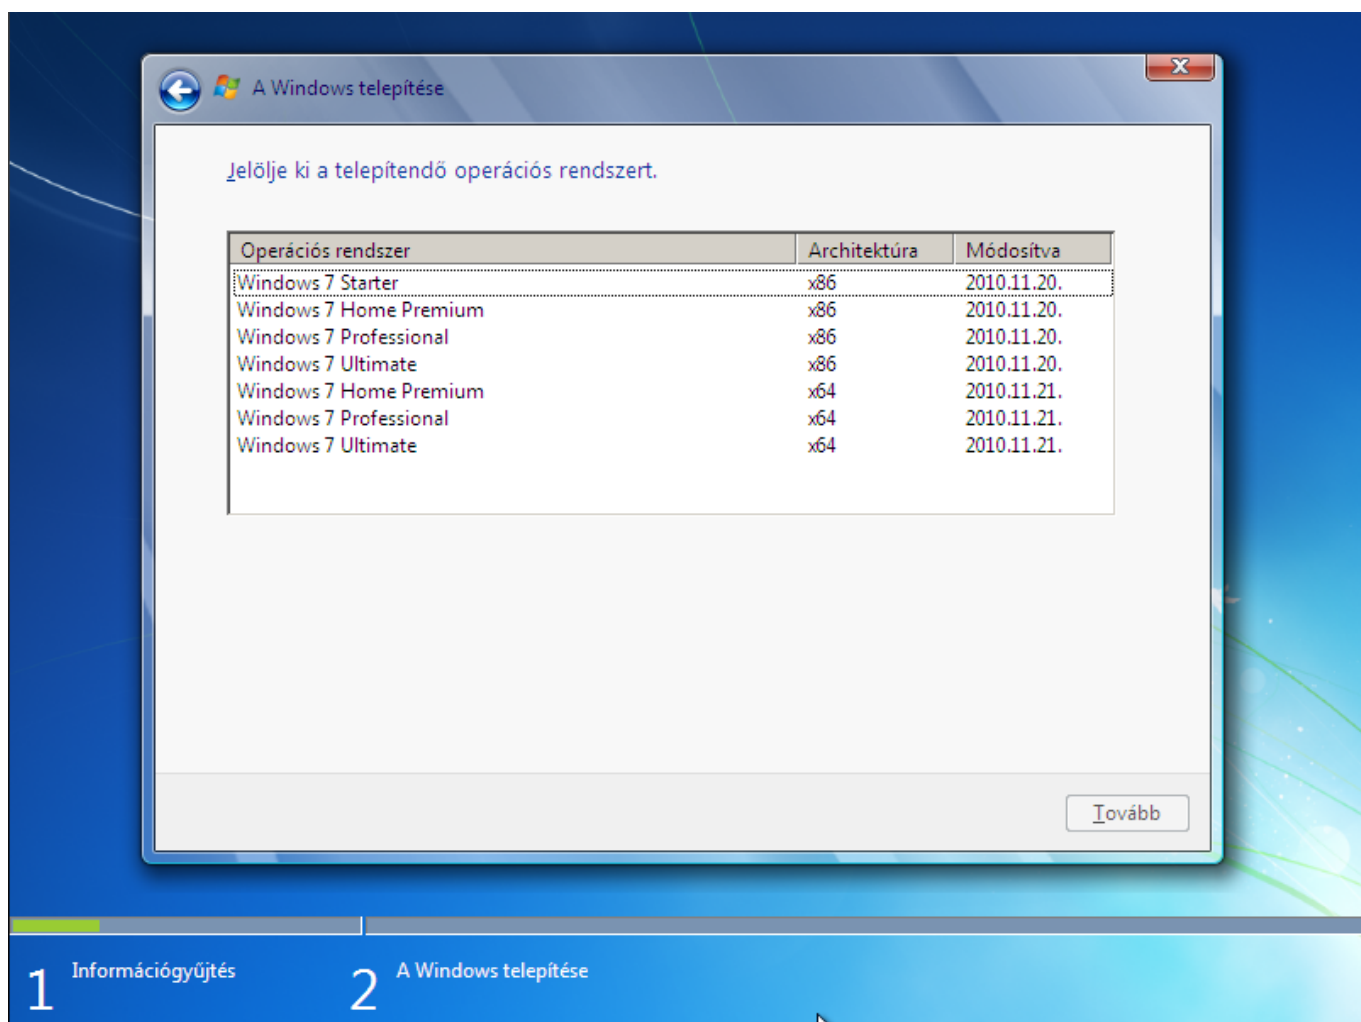 A Windows telepítése
Jelölje ki a telepítendő operációs rendszert.
Operációs rendszer Architektúra Módosítva
Windows 7 Starter x86 2010.11.20.
Windows 7 Home Premium x86 2010.11.20.
Windows 7 Professional x86 2010.11.20.
Windows 7 Ultimate x86 2010.11.20.
Windows 7 Home Premium x64 2010.11.21.
Windows 7 Professional x64 2010.11.21.
Windows 7 Ultimate x64 2010.11.21.
Tovább
1 Információgyűjtés 2 A Windows telepítése